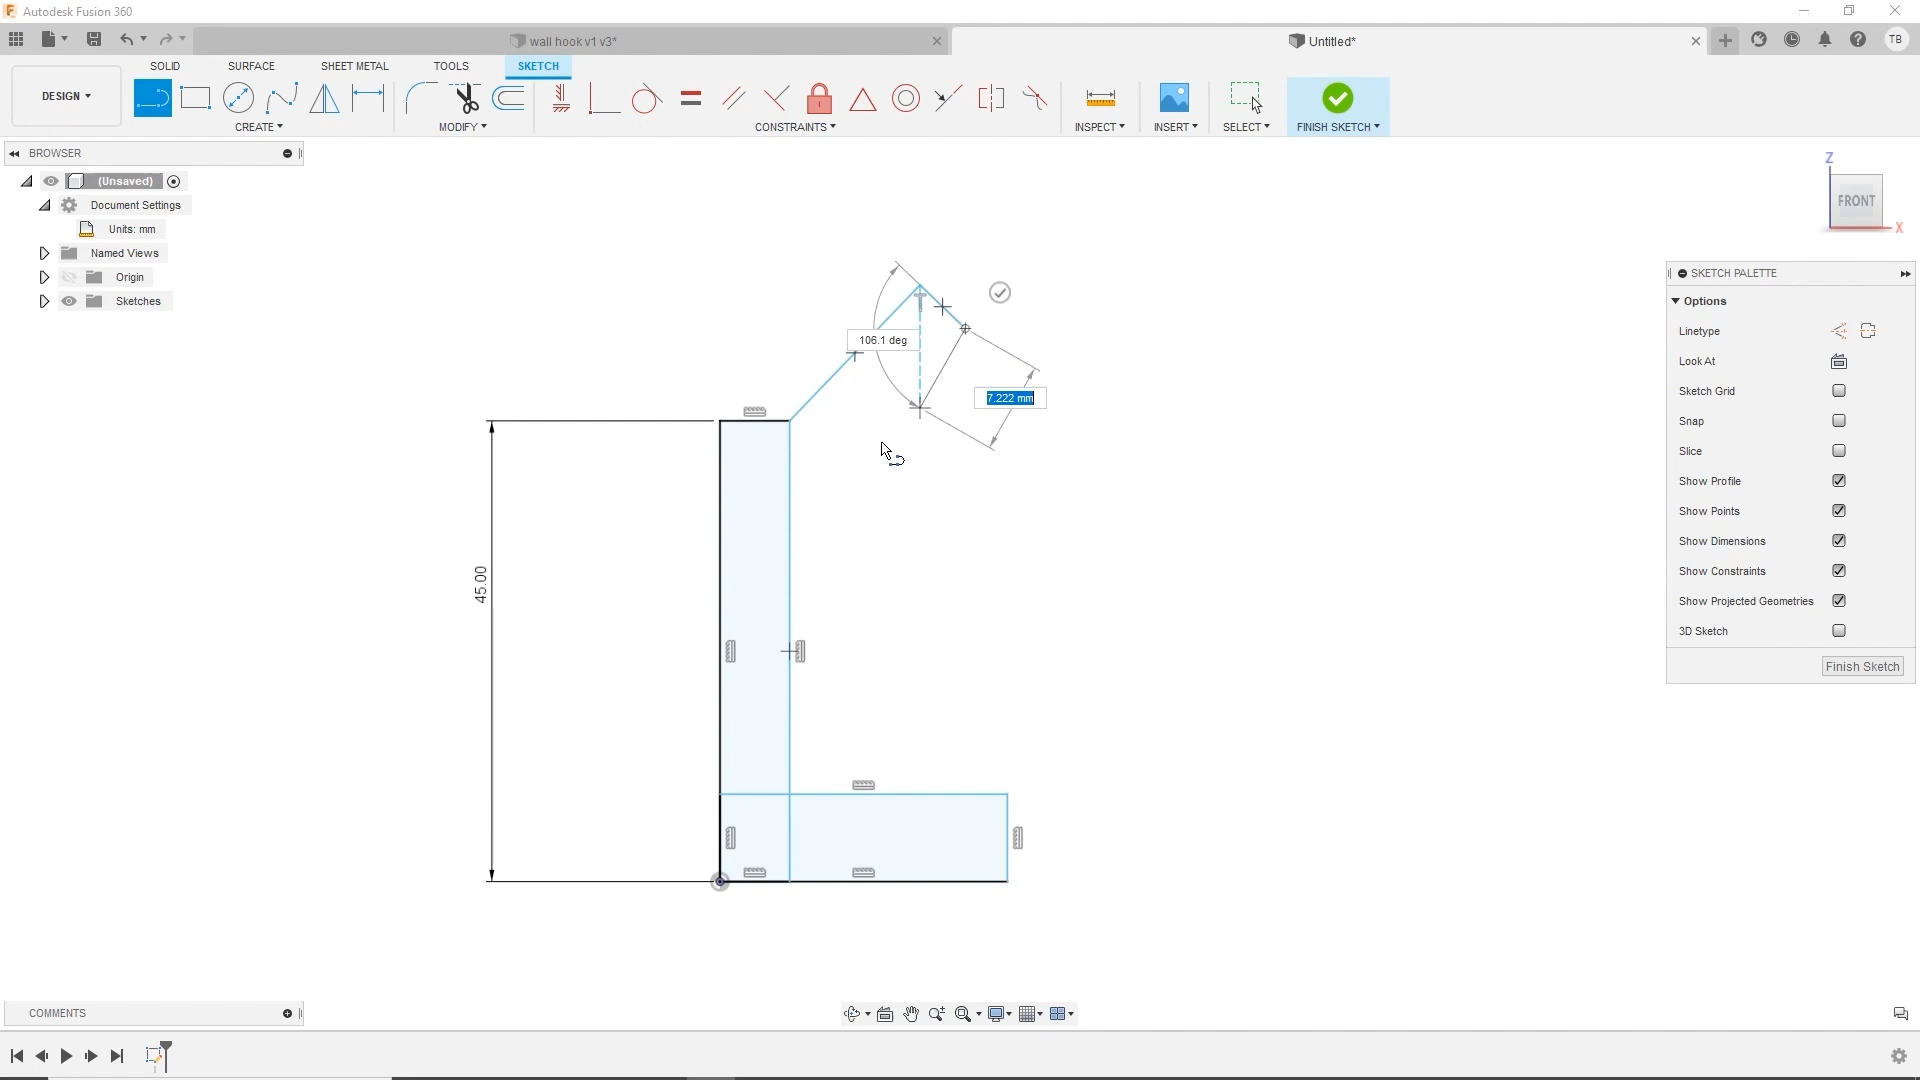 Autodesk Fusion 360
wall hook v1 v3*
Untitled*
TB
SOLID
SURFACE
SHEET METAL
TOOLS
SKETCH
DESIGN
CREATE
MODIFY
CONSTRAINTS
INSPECT
INSERT
SELECT
FINISH SKETCH
BROWSER
(Unsaved)
Document Settings
Units: mm
Named Views
Origin
Sketches
Z
FRONT
X
106.1 deg
7.222 mm
45.00
SKETCH PALETTE
Options
Linetype
Look At
Sketch Grid
Snap
Slice
Show Profile
Show Points
Show Dimensions
Show Constraints
Show Projected Geometries
3D Sketch
Finish Sketch
COMMENTS